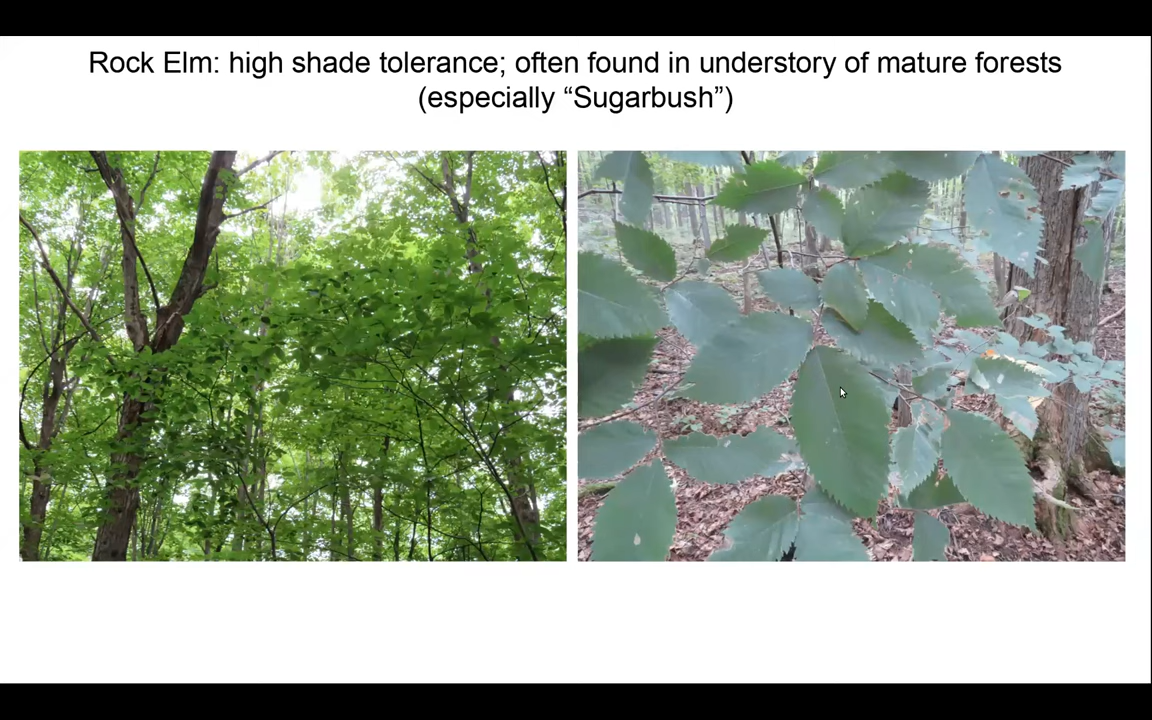 Rock Elm: high shade tolerance; often found in understory of mature forests
(especially “Sugarbush”)